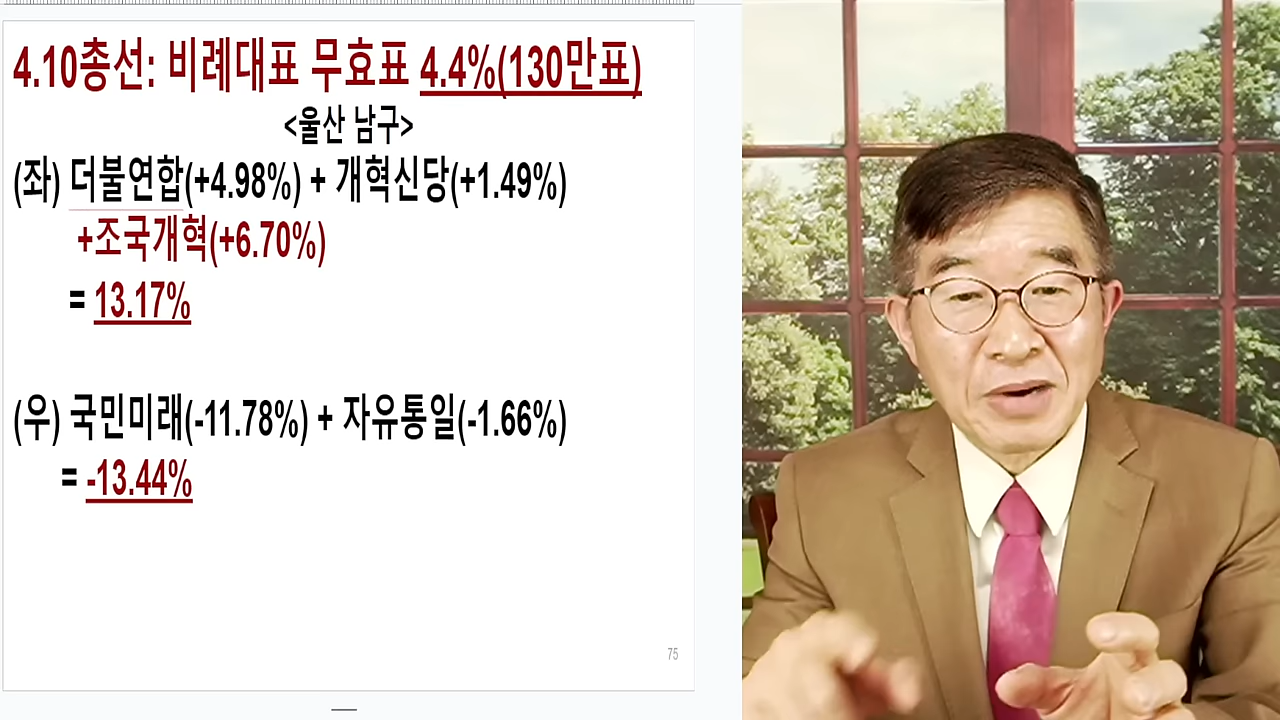 4.10총선: 비례대표 무효표 4.4%(130만표)
<울산 남구>
(좌) 더불연합(+4.98%) + 개혁신당(+1.49%)
+조국개혁(+6.70%)
= 13.17%
(우) 국민미래(-11.78%) + 자유통일(-1.66%)
= -13.44%
75